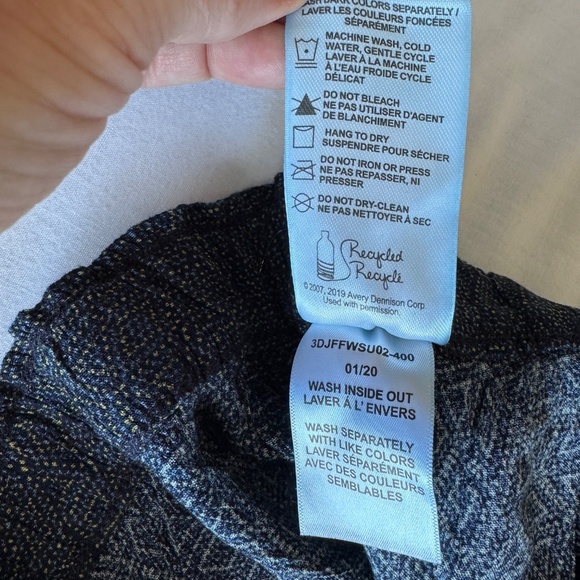 DARK COLORS SEPARATELY /
LAVER LES COULEURS FONCÉES
SÉPARÉMENT
MACHINE WASH, COLD
WATER, GENTLE CYCLE
LAVER À LA MACHINE
À L'EAU FROIDE CYCLE
DÉLICAT
DO NOT BLEACH
NE PAS UTILISER D'AGENT
DE BLANCHIMENT
HANG TO DRY
SUSPENDRE POUR SÉCHER
DO NOT IRON OR PRESS
NE PAS REPASSER, NI
PRESSER
DO NOT DRY-CLEAN
NE PAS NETTOYER À SEC
Recycled
Recyclé
© 2007, 2019 Avery Dennison Corp.
Used with permission.
3DJFFWSU02-400
01/20
WASH INSIDE OUT
LAVER À L' ENVERS
WASH SEPARATELY
WITH LIKE COLORS
LAVER SÉPARÉMENT
AVEC DES COULEURS
SEMBLABLES